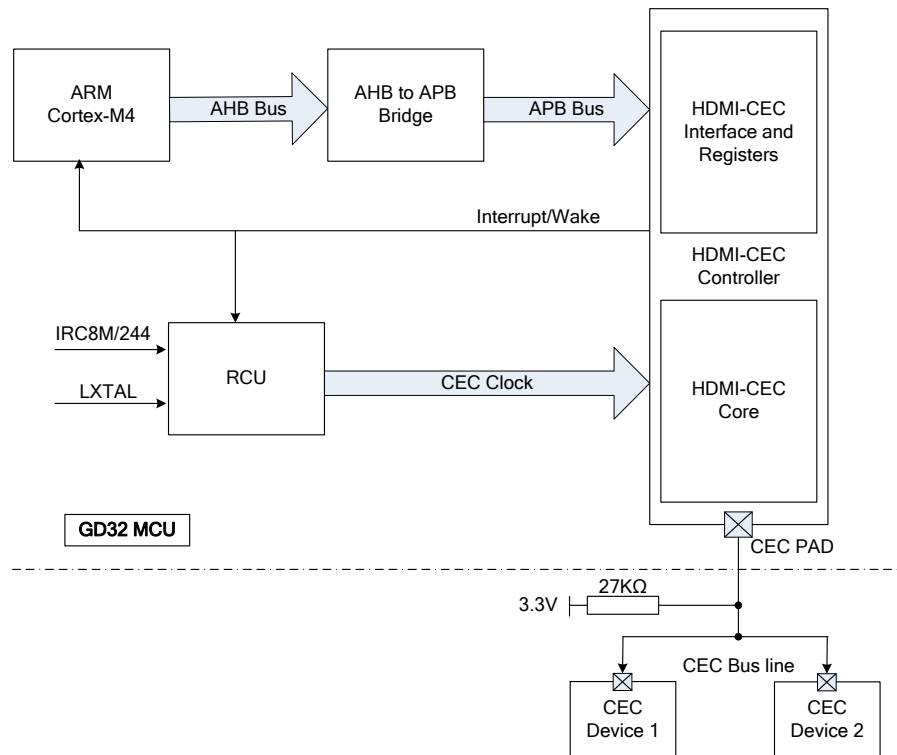 ARM
Cortex-M4
AHB Bus
AHB to APB
Bridge
APB Bus
HDMI-CEC
Interface and
Registers
Interrupt/Wake
HDMI-CEC
Controller
IRC8M/244
LXTAL
RCU
CEC Clock
HDMI-CEC
Core
GD32 MCU
CEC PAD
27KΩ
3.3V
CEC Bus line
CEC
Device 1
CEC
Device 2